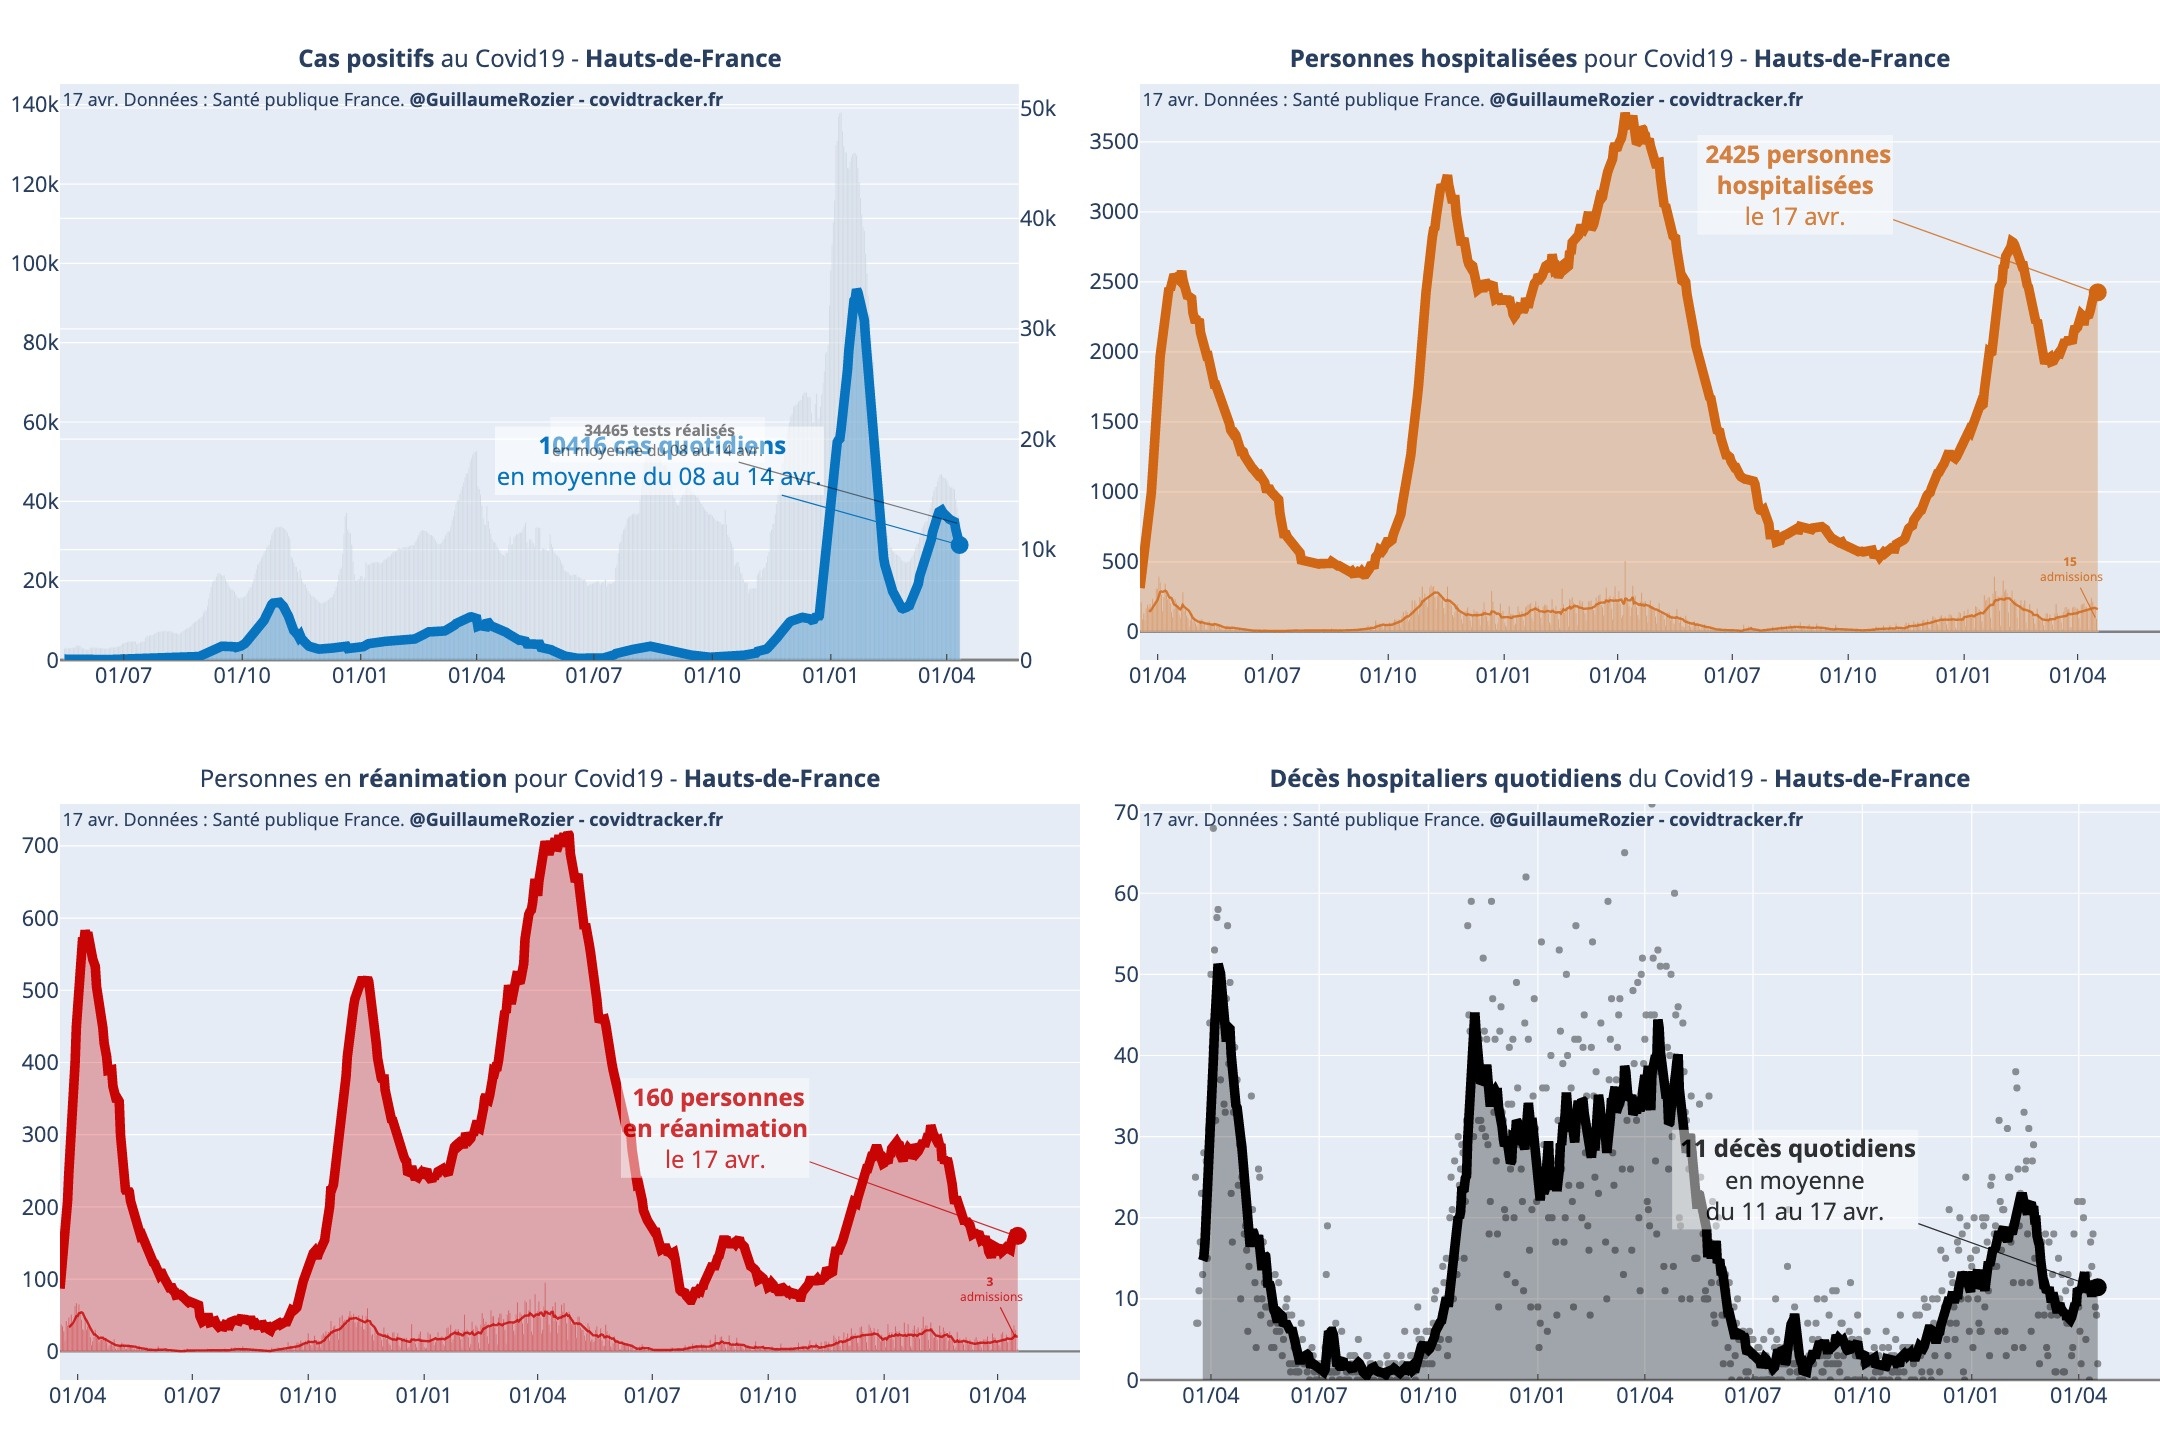 Cas positifs au Covid19 - Hauts-de-France
17 avr. Données : Santé publique France. @GuillaumeRozier - covidtracker.fr
140k
120k
100k
80k
60k
40k
20k
0
50k
40k
30k
20k
10k
0
34465 tests réalisés
en moyenne du 08 au 14 avr.
10416 cas quotidiens
en moyenne du 08 au 14 avr.
01/07 01/10 01/01 01/04 01/07 01/10 01/01 01/04
Personnes hospitalisées pour Covid19 - Hauts-de-France
17 avr. Données : Santé publique France. @GuillaumeRozier - covidtracker.fr
3500
3000
2500
2000
1500
1000
500
0
2425 personnes
hospitalisées
le 17 avr.
15
admissions
01/04 01/07 01/10 01/01 01/04 01/07 01/10 01/01 01/04
Personnes en réanimation pour Covid19 - Hauts-de-France
17 avr. Données : Santé publique France. @GuillaumeRozier - covidtracker.fr
700
600
500
400
300
200
100
0
160 personnes
en réanimation
le 17 avr.
3
admissions
01/04 01/07 01/10 01/01 01/04 01/07 01/10 01/01 01/04
Décès hospitaliers quotidiens du Covid19 - Hauts-de-France
17 avr. Données : Santé publique France. @GuillaumeRozier - covidtracker.fr
70
60
50
40
30
20
10
0
11 décès quotidiens
en moyenne
du 11 au 17 avr.
01/04 01/07 01/10 01/01 01/04 01/07 01/10 01/01 01/04